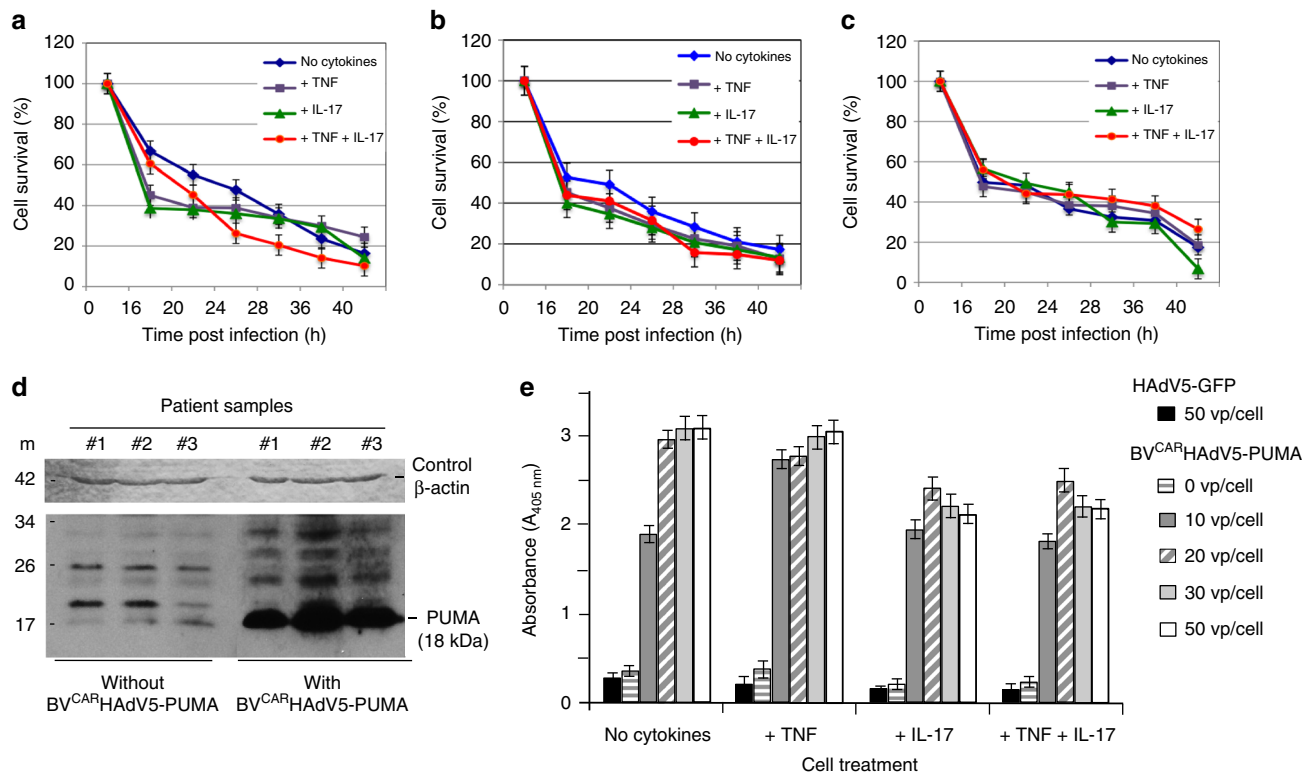 a
120
100
80
60
40
20
0
Cell survival (%)
0 16 20 24 28 32 36 40 44
Time post infection (h)
No cytokines
+ TNF
+ IL-17
+ TNF + IL-17
b
120
100
80
60
40
20
0
Cell survival (%)
0 16 20 24 28 32 36 40 44
Time post infection (h)
No cytokines
+ TNF
+ IL-17
+ TNF + IL-17
c
120
100
80
60
40
20
0
Cell survival (%)
0 16 20 24 28 32 36 40 44
Time post infection (h)
No cytokines
+ TNF
+ IL-17
+ TNF + IL-17
d
Patient samples
m #1 #2 #3 #1 #2 #3
42
Control
β-actin
34
26
17
PUMA
(18 kDa)
Without
BVCARHAdV5-PUMA
With
BVCARHAdV5-PUMA
e
3
2
1
0
Absorbance (A405 nm)
No cytokines + TNF + IL-17 + TNF + IL-17
Cell treatment
HAdV5-GFP
50 vp/cell
BVCARHAdV5-PUMA
0 vp/cell
10 vp/cell
20 vp/cell
30 vp/cell
50 vp/cell